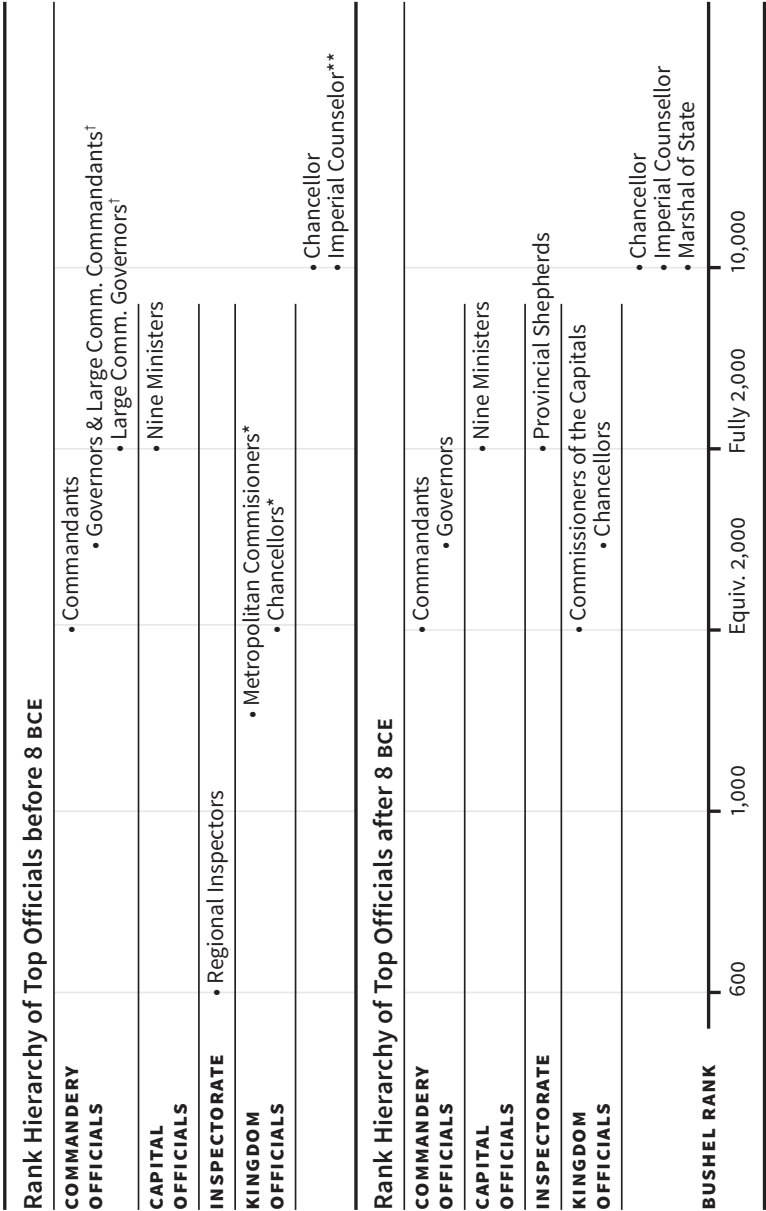 Rank Hierarchy of Top Officials before 8 BCE
COMMANDERY
OFFICIALS
• Commandants
• Governors & Large Comm. Commandants†
• Large Comm. Governors†
CAPITAL
OFFICIALS
• Nine Ministers
INSPECTORATE
• Regional Inspectors
KINGDOM
OFFICIALS
• Metropolitan Commisioners*
• Chancellors*
• Chancellor
• Imperial Counselor**
Rank Hierarchy of Top Officials after 8 BCE
COMMANDERY
OFFICIALS
• Commandants
• Governors
CAPITAL
OFFICIALS
• Nine Ministers
INSPECTORATE
• Provincial Shepherds
KINGDOM
OFFICIALS
• Commissioners of the Capitals
• Chancellors
• Chancellor
• Imperial Counsellor
• Marshal of State
BUSHEL RANK
600
1,000
Equiv. 2,000
Fully 2,000
10,000